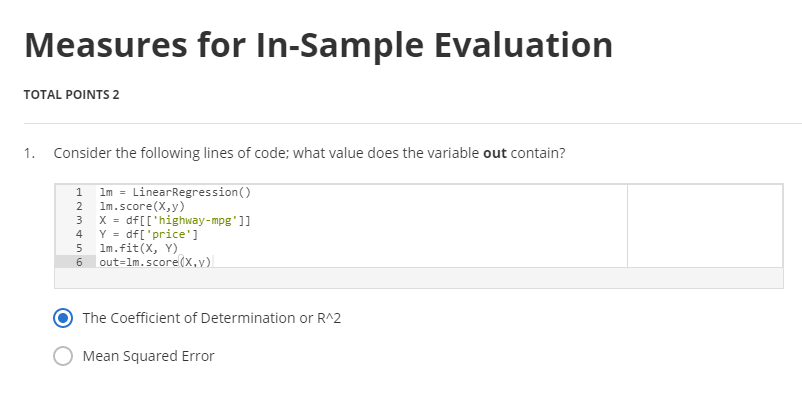 Measures for In-Sample Evaluation
TOTAL POINTS 2
1. Consider the following lines of code; what value does the variable out contain?
1 lm = LinearRegression()
2 lm.score(X,y)
3 X = df[['highway-mpg']]
4 Y = df['price']
5 lm.fit(X, Y)
6 out=lm.score(X,y)
The Coefficient of Determination or R^2
Mean Squared Error